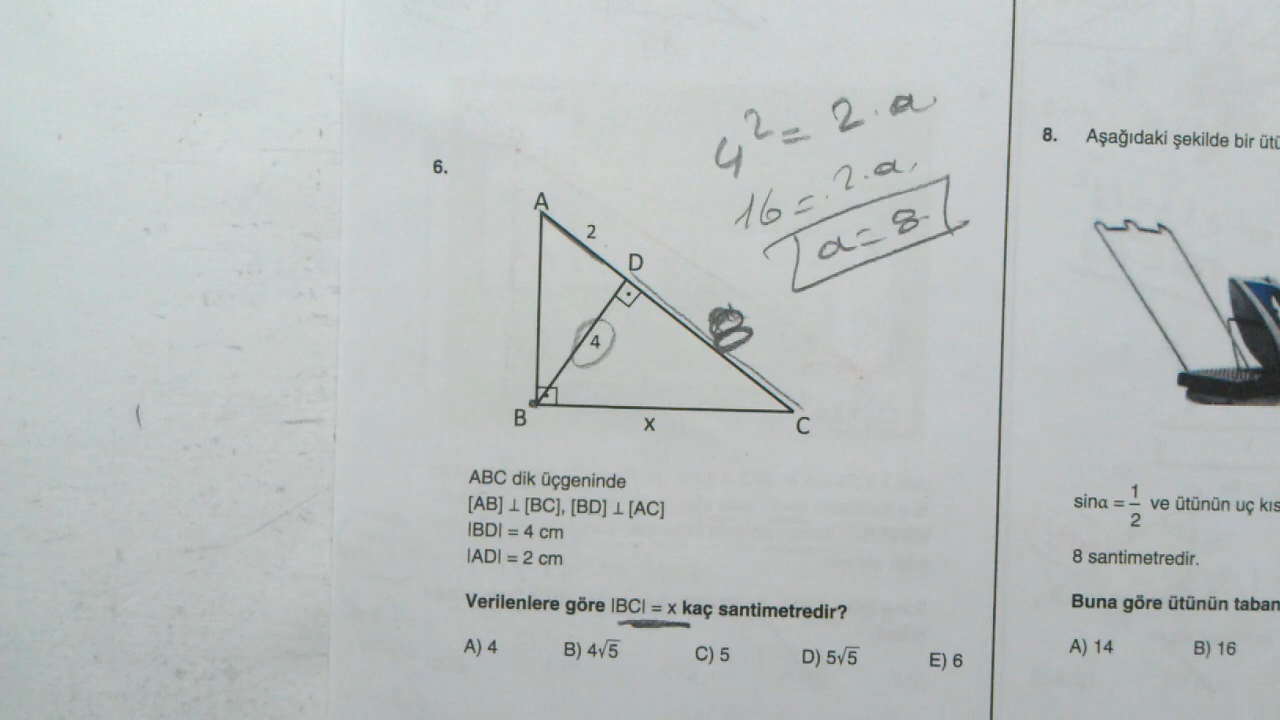 4² = 2.a
16 = 2.a.
a = 8
6.
A
2
D
8
4
B
x
C
ABC dik üçgeninde
[AB] ⊥ [BC], [BD] ⊥ [AC]
|BD| = 4 cm
|AD| = 2 cm
Verilenlere göre |BC| = x kaç santimetredir?
A) 4 B) 4√5 C) 5 D) 5√5 E) 6
8. Aşağıdaki şekilde bir ütü
sinα = 1/2 ve ütünün uç kıs
8 santimetredir.
Buna göre ütünün taban
A) 14 B) 16